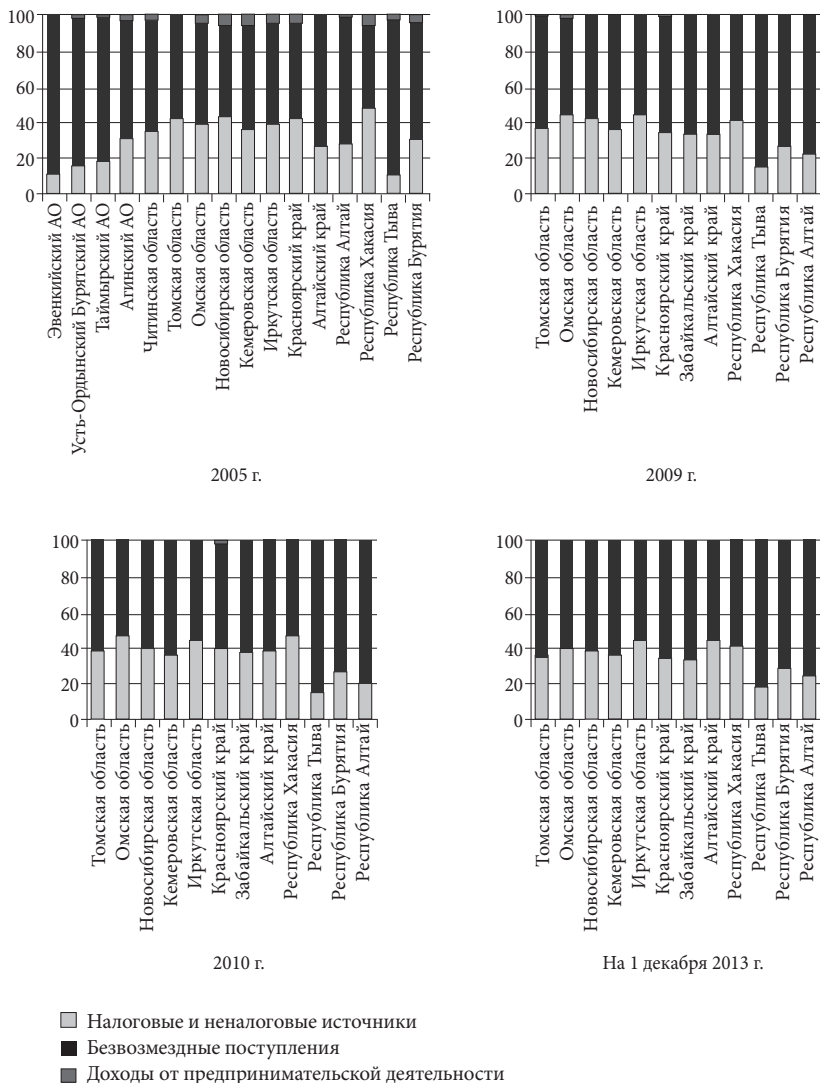 100
80
60
40
20
0
Эвенкийский АО
Усть-Ордынский Бурятский АО
Таймырский АО
Агинский АО
Читинская область
Томская область
Омская область
Новосибирская область
Кемеровская область
Иркутская область
Красноярский край
Алтайский край
Республика Алтай
Республика Хакасия
Республика Тыва
Республика Бурятия
2005 г.
100
80
60
40
20
0
Томская область
Омская область
Новосибирская область
Кемеровская область
Иркутская область
Красноярский край
Забайкальский край
Алтайский край
Республика Хакасия
Республика Тыва
Республика Бурятия
Республика Алтай
2009 г.
100
80
60
40
20
0
Томская область
Омская область
Новосибирская область
Кемеровская область
Иркутская область
Красноярский край
Забайкальский край
Алтайский край
Республика Хакасия
Республика Тыва
Республика Бурятия
Республика Алтай
2010 г.
100
80
60
40
20
0
Томская область
Омская область
Новосибирская область
Кемеровская область
Иркутская область
Красноярский край
Забайкальский край
Алтайский край
Республика Хакасия
Республика Тыва
Республика Бурятия
Республика Алтай
На 1 декабря 2013 г.
Налоговые и неналоговые источники
Безвозмездные поступления
Доходы от предпринимательской деятельности